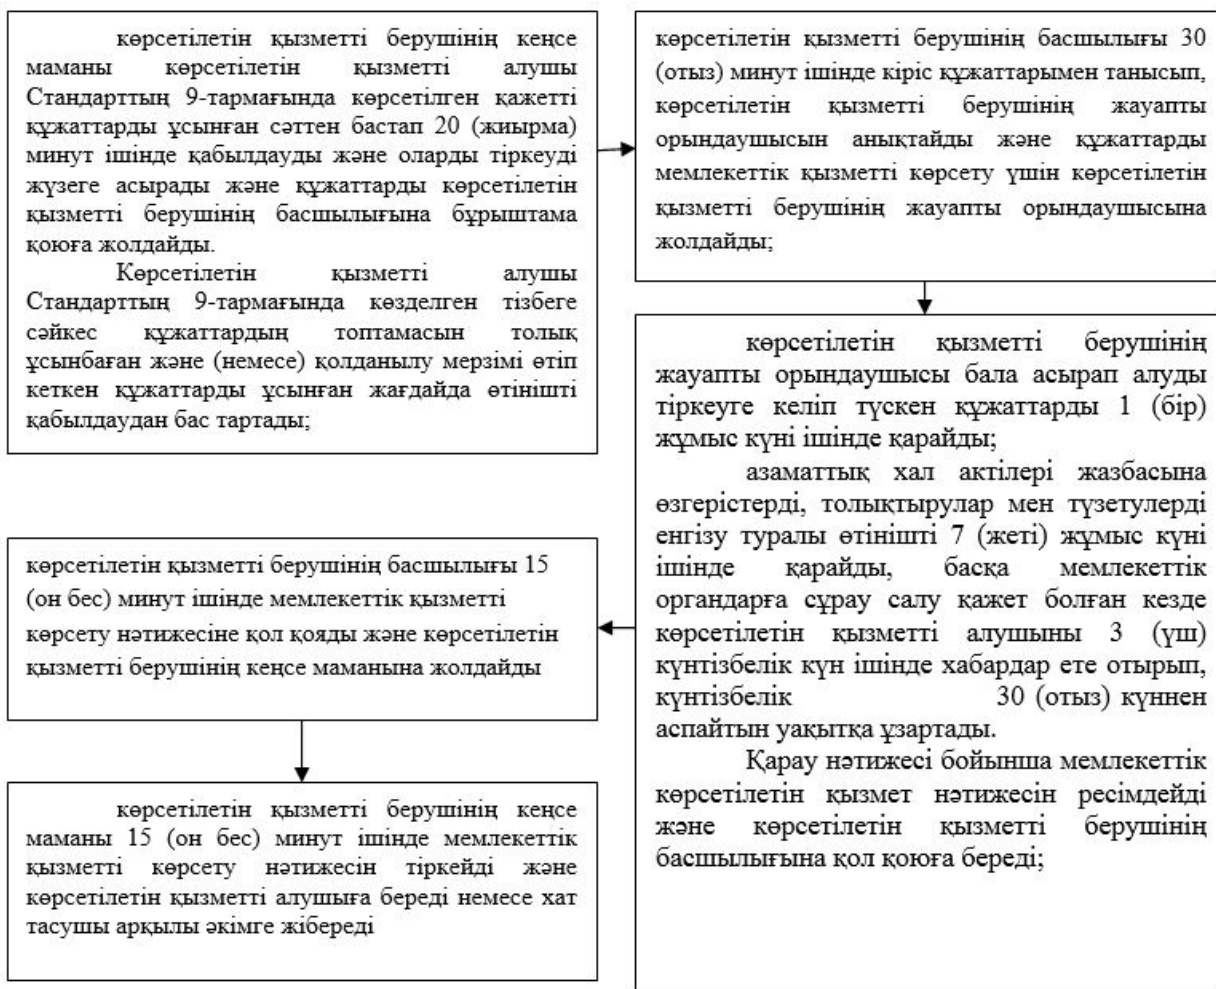 көрсетілетін қызметті берушінің кеңсе
маманы көрсетілетін қызметті алушы
Стандарттың 9-тармағында көрсетілген қажетті
құжаттарды ұсынған сәттен бастап 20 (жиырма)
минут ішінде қабылдауды және оларды тіркеуді
жүзеге асырады және құжаттарды көрсетілетін
қызметті берушінің басшылығына бұрыштама
қоюға жолдайды.
Көрсетілетін қызметті алушы
Стандарттың 9-тармағында көзделген тізбеге
сәйкес құжаттардың топтамасын толық
ұсынбаған және (немесе) қолданылу мерзімі өтіп
кеткен құжаттарды ұсынған жағдайда өтінішті
қабылдаудан бас тартады;
көрсетілетін қызметті берушінің басшылығы 30
(отыз) минут ішінде кіріс құжаттарымен танысып,
көрсетілетін қызметті берушінің жауапты
орындаушысын анықтайды және құжаттарды
мемлекеттік қызметті көрсету үшін көрсетілетін
қызметті берушінің жауапты орындаушысына
жолдайды;
көрсетілетін қызметті берушінің
жауапты орындаушысы бала асырап алуды
тіркеуге келіп түскен құжаттарды 1 (бір)
жұмыс күні ішінде қарайды;
азаматтық хал актілері жазбасына
өзгерістерді, толықтырулар мен түзетулерді
енгізу туралы өтінішті 7 (жеті) жұмыс күні
ішінде қарайды, басқа мемлекеттік
органдарға сұрау салу қажет болған кезде
көрсетілетін қызметті алушыны 3 (үш)
күнтізбелік күн ішінде хабардар ете отырып,
күнтізбелік 30 (отыз) күннен
аспайтын уақытқа ұзартады.
Қарау нәтижесі бойынша мемлекеттік
көрсетілетін қызмет нәтижесін ресімдейді
және көрсетілетін қызметті берушінің
басшылығына қол қоюға береді;
көрсетілетін қызметті берушінің басшылығы 15
(он бес) минут ішінде мемлекеттік қызметті
көрсету нәтижесіне қол қояды және көрсетілетін
қызметті берушінің кеңсе маманына жолдайды
көрсетілетін қызметті берушінің кеңсе
маманы 15 (он бес) минут ішінде мемлекеттік
қызметті көрсету нәтижесін тіркейді және
көрсетілетін қызметті алушыға береді немесе хат
тасушы арқылы әкімге жібереді